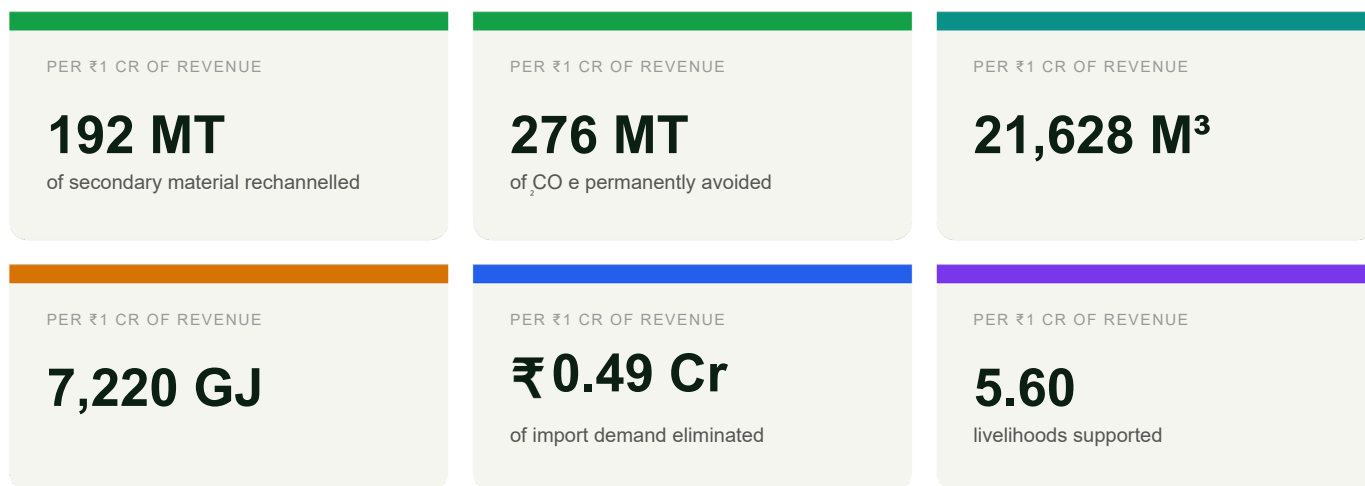 PER ₹1 CR OF REVENUE
192 MT
of secondary material rechannelled
PER ₹1 CR OF REVENUE
276 MT
of ₂CO e permanently avoided
PER ₹1 CR OF REVENUE
21,628 M³
PER ₹1 CR OF REVENUE
7,220 GJ
PER ₹1 CR OF REVENUE
₹0.49 Cr
of import demand eliminated
PER ₹1 CR OF REVENUE
5.60
livelihoods supported